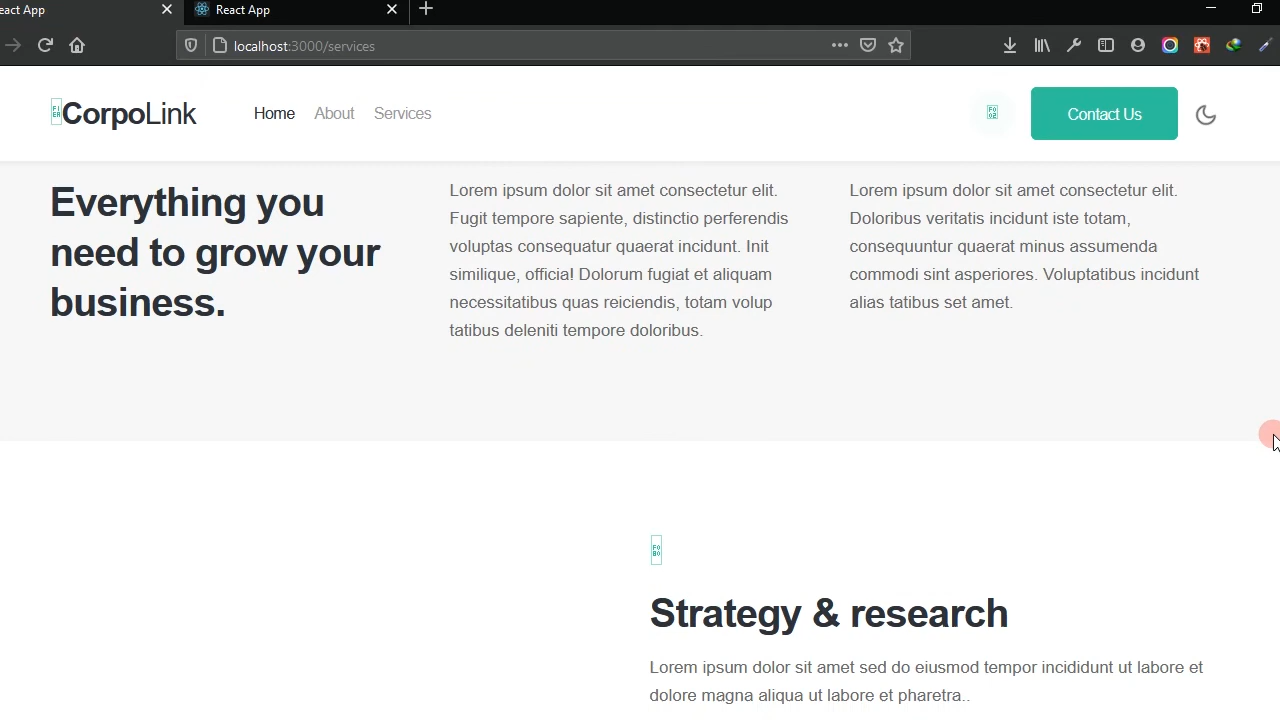 eact App
React App
localhost:3000/services
CorpoLink
Home About Services
Contact Us
Everything you
need to grow your
business.
Lorem ipsum dolor sit amet consectetur elit.
Fugit tempore sapiente, distinctio perferendis
voluptas consequatur quaerat incidunt. Init
similique, officia! Dolorum fugiat et aliquam
necessitatibus quas reiciendis, totam volup
tatibus deleniti tempore doloribus.
Lorem ipsum dolor sit amet consectetur elit.
Doloribus veritatis incidunt iste totam,
consequuntur quaerat minus assumenda
commodi sint asperiores. Voluptatibus incidunt
alias tatibus set amet.
Strategy & research
Lorem ipsum dolor sit amet sed do eiusmod tempor incididunt ut labore et
dolore magna aliqua ut labore et pharetra..